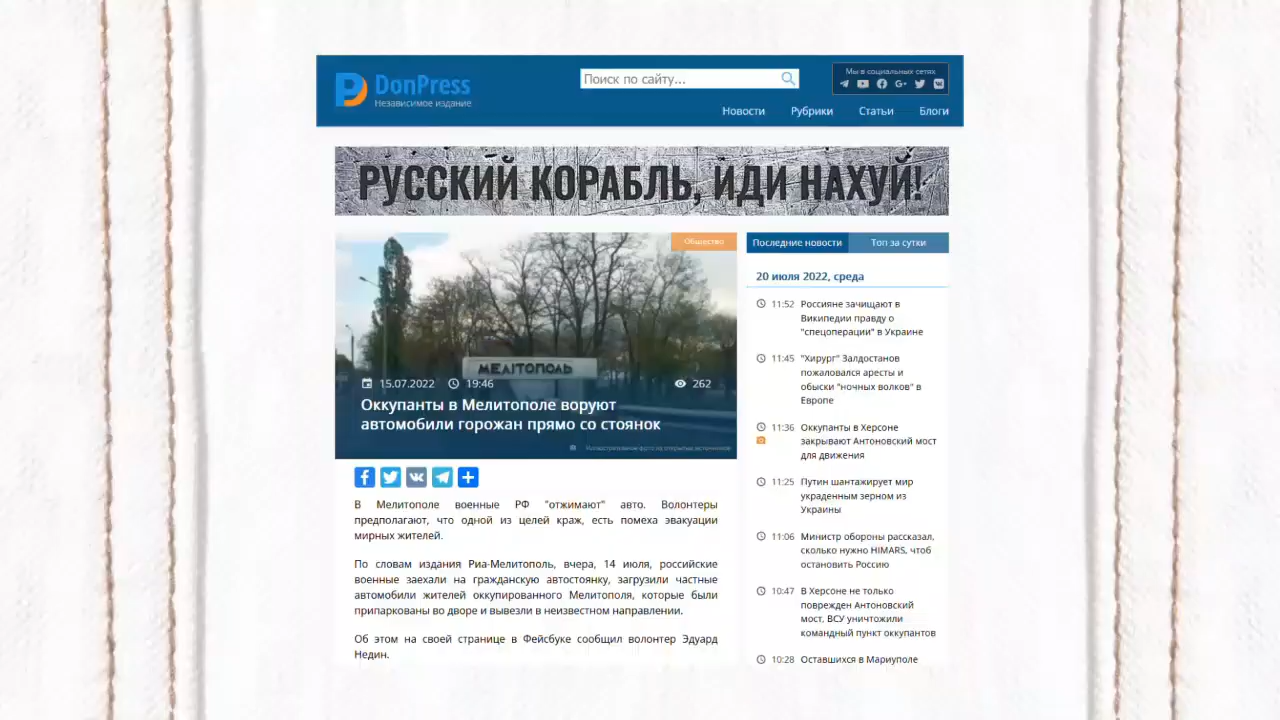 DonPress
Независимое издание
Поиск по сайту...
Мы в социальных сетях
Новости
Рубрики
Статьи
Блоги
РУССКИЙ КОРАБЛЬ, ИДИ НАХУЙ!
Общество
МЕЛІТОПОЛЬ
15.07.2022 19:46 262
Оккупанты в Мелитополе воруют
автомобили горожан прямо со стоянок
Иллюстративное фото из открытых источников
В Мелитополе военные РФ "отжимают" авто. Волонтеры
предполагают, что одной из целей краж, есть помеха эвакуации
мирных жителей.
По словам издания Риа-Мелитополь, вчера, 14 июля, российские
военные заехали на гражданскую автостоянку, загрузили частные
автомобили жителей оккупированного Мелитополя, которые были
припаркованы во дворе и вывезли в неизвестном направлении.
Об этом на своей странице в Фейсбуке сообщил волонтер Эдуард
Недин.
Последние новости
Топ за сутки
20 июля 2022, среда
11:52 Россияне зачищают в
Википедии правду о
"спецоперации" в Украине
11:45 "Хирург" Залдостанов
пожаловался аресты и
обыски "ночных волков" в
Европе
11:36 Оккупанты в Херсоне
закрывают Антоновский мост
для движения
11:25 Путин шантажирует мир
украденным зерном из
Украины
11:06 Министр обороны рассказал,
сколько нужно HIMARS, чтоб
остановить Россию
10:47 В Херсоне не только
поврежден Антоновский
мост, ВСУ уничтожили
командный пункт оккупантов
10:28 Оставшихся в Мариуполе